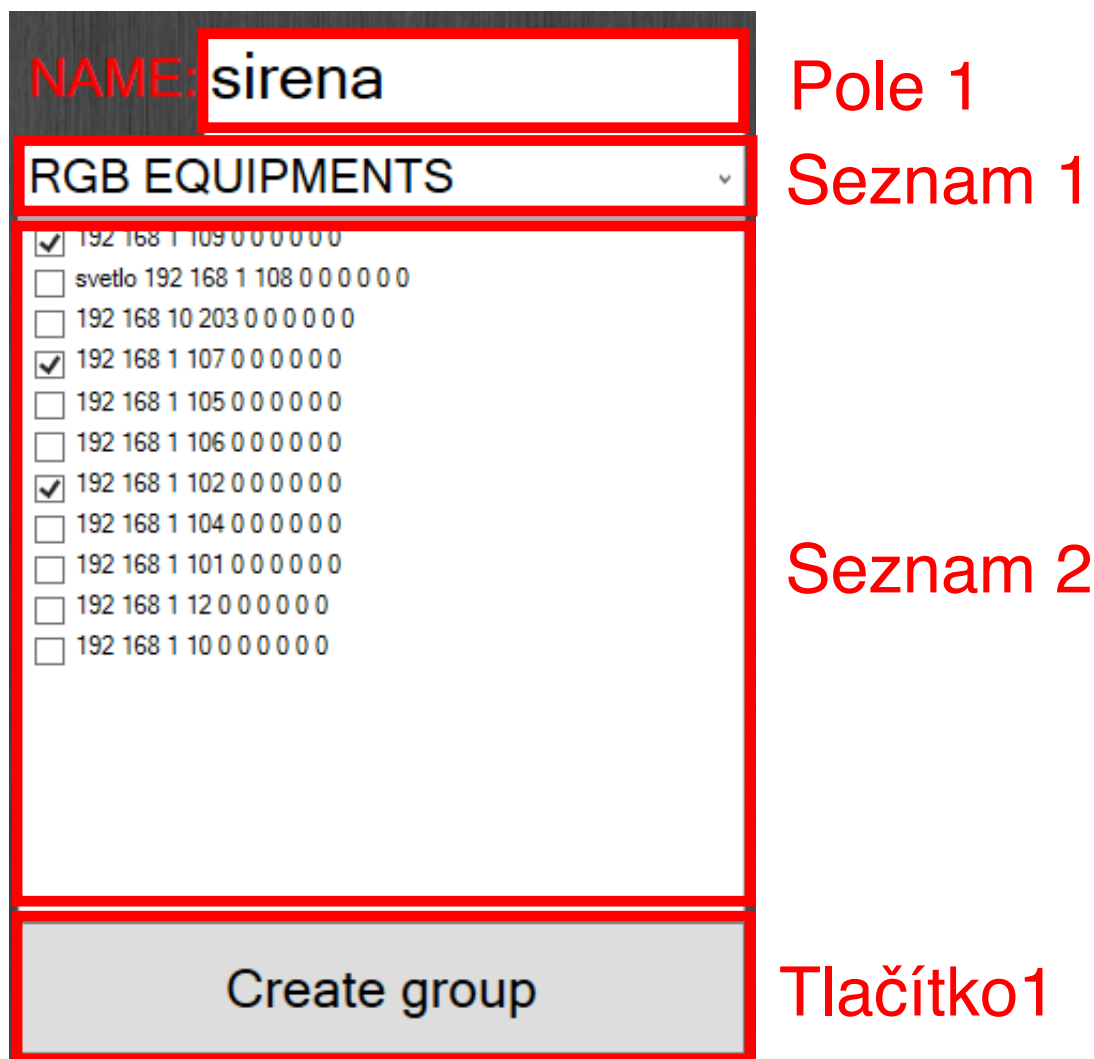 NAME: sirena Pole 1
RGB EQUIPMENTS Seznam 1
192 168 1 109 0 0 0 0 0 0
svetlo 192 168 1 108 0 0 0 0 0 0
192 168 10 203 0 0 0 0 0 0
192 168 1 107 0 0 0 0 0 0
192 168 1 105 0 0 0 0 0 0
192 168 1 106 0 0 0 0 0 0
192 168 1 102 0 0 0 0 0 0
192 168 1 104 0 0 0 0 0 0
192 168 1 101 0 0 0 0 0 0
Seznam 2
192 168 1 12 0 0 0 0 0 0
192 168 1 10 0 0 0 0 0 0
Create group Tlačítko1